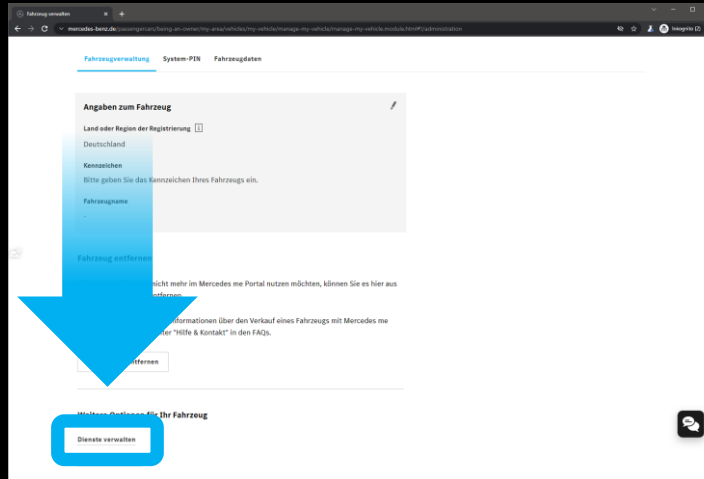 Fahrzeug verwalten
mercedes-benz.de/passengercars/being-an-owner/my-area/vehicles/my-vehicle/manage-my-vehicle/manage-my-vehicle.module.html#/administration
Inkognito (2)
Fahrzeugverwaltung System-PIN Fahrzeugdaten
Angaben zum Fahrzeug
Land oder Region der Registrierung i
Deutschland
Kennzeichen
Bitte geben Sie das Kennzeichen Ihres Fahrzeugs ein.
Fahrzeugname
-
Fahrzeug entfernen
nicht mehr im Mercedes me Portal nutzen möchten, können Sie es hier aus
entfernen.
Informationen über den Verkauf eines Fahrzeugs mit Mercedes me
"Hilfe & Kontakt" in den FAQs.
entfernen
Weitere Optionen für Ihr Fahrzeug
Dienste verwalten